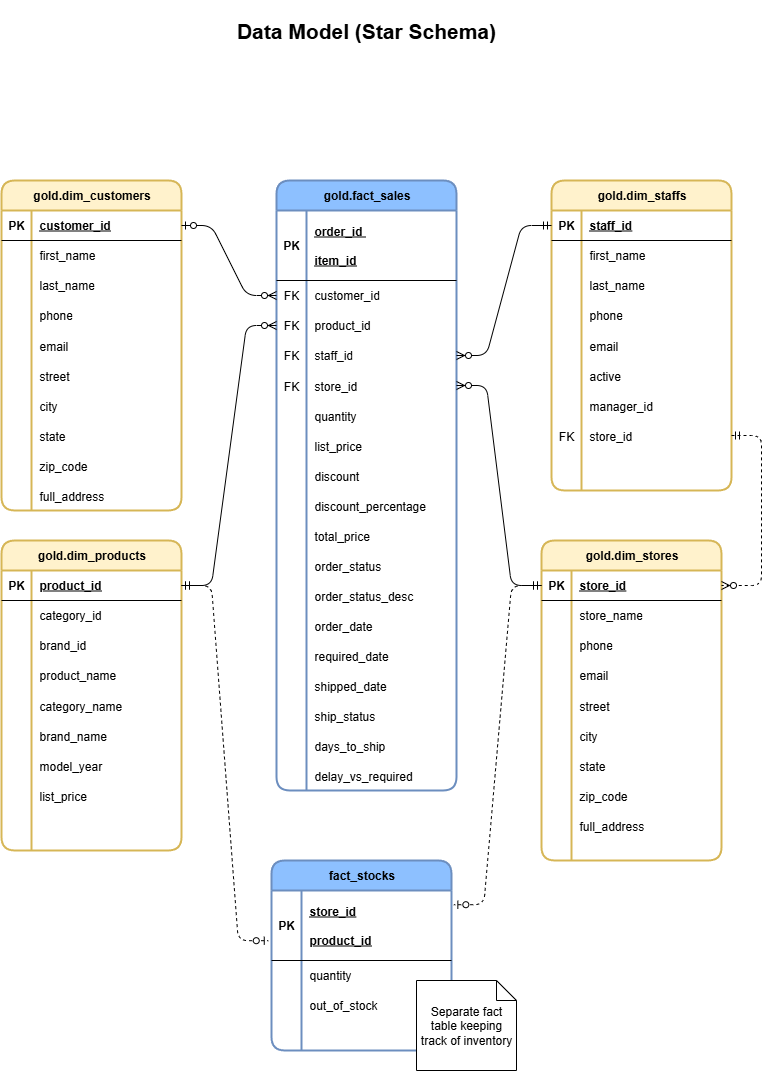 Data Model (Star Schema)
gold.dim_customers
PK customer_id
first_name
last_name
phone
email
street
city
state
zip_code
full_address
gold.fact_sales
PK
order_id
item_id
FK customer_id
FK product_id
FK staff_id
FK store_id
quantity
list_price
discount
discount_percentage
total_price
order_status
order_status_desc
order_date
required_date
shipped_date
ship_status
days_to_ship
delay_vs_required
gold.dim_staffs
PK staff_id
first_name
last_name
phone
email
active
manager_id
FK store_id
gold.dim_products
PK product_id
category_id
brand_id
product_name
category_name
brand_name
model_year
list_price
gold.dim_stores
PK store_id
store_name
phone
email
street
city
state
zip_code
full_address
fact_stocks
PK
store_id
product_id
quantity
out_of_stock
Separate fact
table keeping
track of inventory